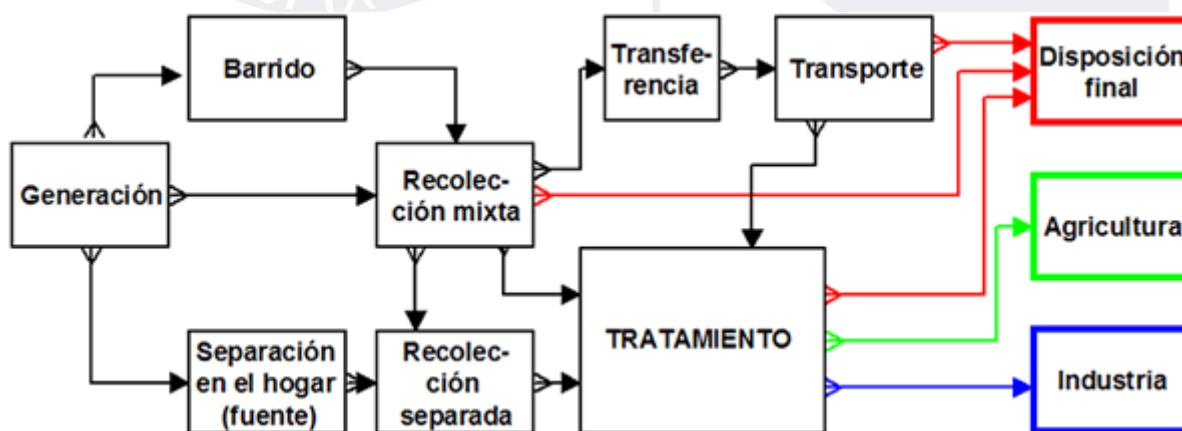 Barrido
Transfe-
rencia
Transporte
Disposición
final
Generación
Recolec-
ción mixta
Agricultura
Separación
en el hogar
(fuente)
Recolec-
ción
separada
TRATAMIENTO
Industria